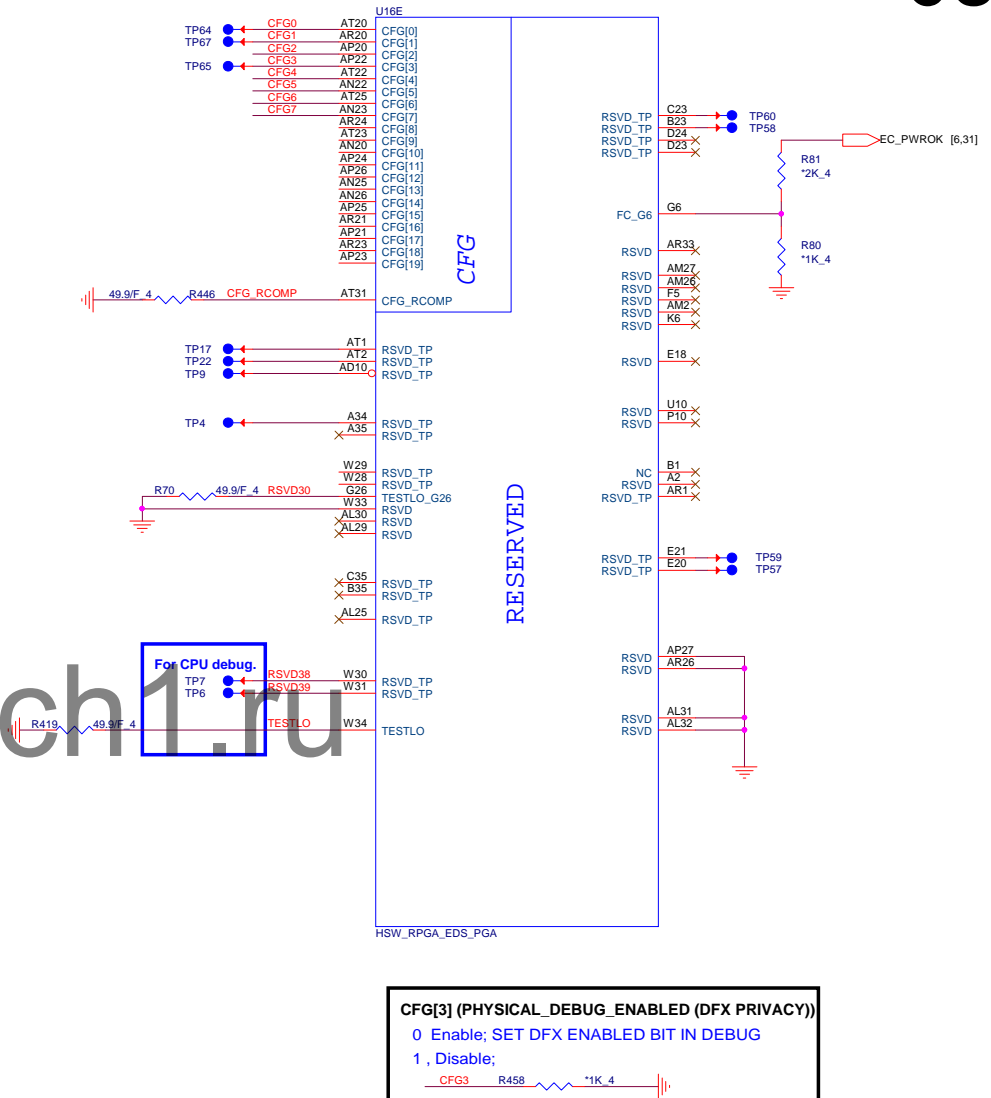 U16E
TP64 CFG0 AT20 CFG[0]
TP67 CFG1 AR20 CFG[1]
CFG2 AP20 CFG[2]
TP65 CFG3 AP22 CFG[3]
CFG4 AT22 CFG[4]
CFG5 AN22 CFG[5]
CFG6 AT25 CFG[6]
CFG7 AN23 CFG[7]
AR24 CFG[8]
AT23 CFG[9]
AN20 CFG[10]
AP24 CFG[11]
AP26 CFG[12]
AN25 CFG[13]
AN26 CFG[14]
AP25 CFG[15]
AR21 CFG[16]
AP21 CFG[17]
AR23 CFG[18]
AP23 CFG[19]
CFG
49.9/F_4 R446 CFG_RCOMP AT31 CFG_RCOMP
TP17 AT1 RSVD_TP
TP22 AT2 RSVD_TP
TP9 AD10 RSVD_TP
TP4 A34 RSVD_TP
A35 RSVD_TP
W29 RSVD_TP
W28 RSVD_TP
R70 49.9/F_4 RSVD30 G26 TESTLO_G26
W33 RSVD
AL30 RSVD
AL29 RSVD
C35 RSVD_TP
B35 RSVD_TP
AL25 RSVD_TP
For CPU debug.
TP7 RSVD38 W30 RSVD_TP
TP6 RSVD39 W31 RSVD_TP
R419 49.9/F_4 TESTLO W34 TESTLO
ch1.ru
RESERVED
RSVD_TP C23 TP60
RSVD_TP B23 TP58
RSVD_TP D24
RSVD_TP D23
EC_PWROK [6,31]
R81
*2K_4
FC_G6 G6
R80
*1K_4
RSVD AR33
RSVD AM27
RSVD AM26
RSVD F5
RSVD AM2
RSVD K6
RSVD E18
RSVD U10
RSVD P10
NC B1
RSVD A2
RSVD_TP AR1
RSVD_TP E21 TP59
RSVD_TP E20 TP57
RSVD AP27
RSVD AR26
RSVD AL31
RSVD AL32
HSW_RPGA_EDS_PGA
CFG[3] (PHYSICAL_DEBUG_ENABLED (DFX PRIVACY))
0 Enable; SET DFX ENABLED BIT IN DEBUG
1 , Disable;
CFG3 R458 *1K_4